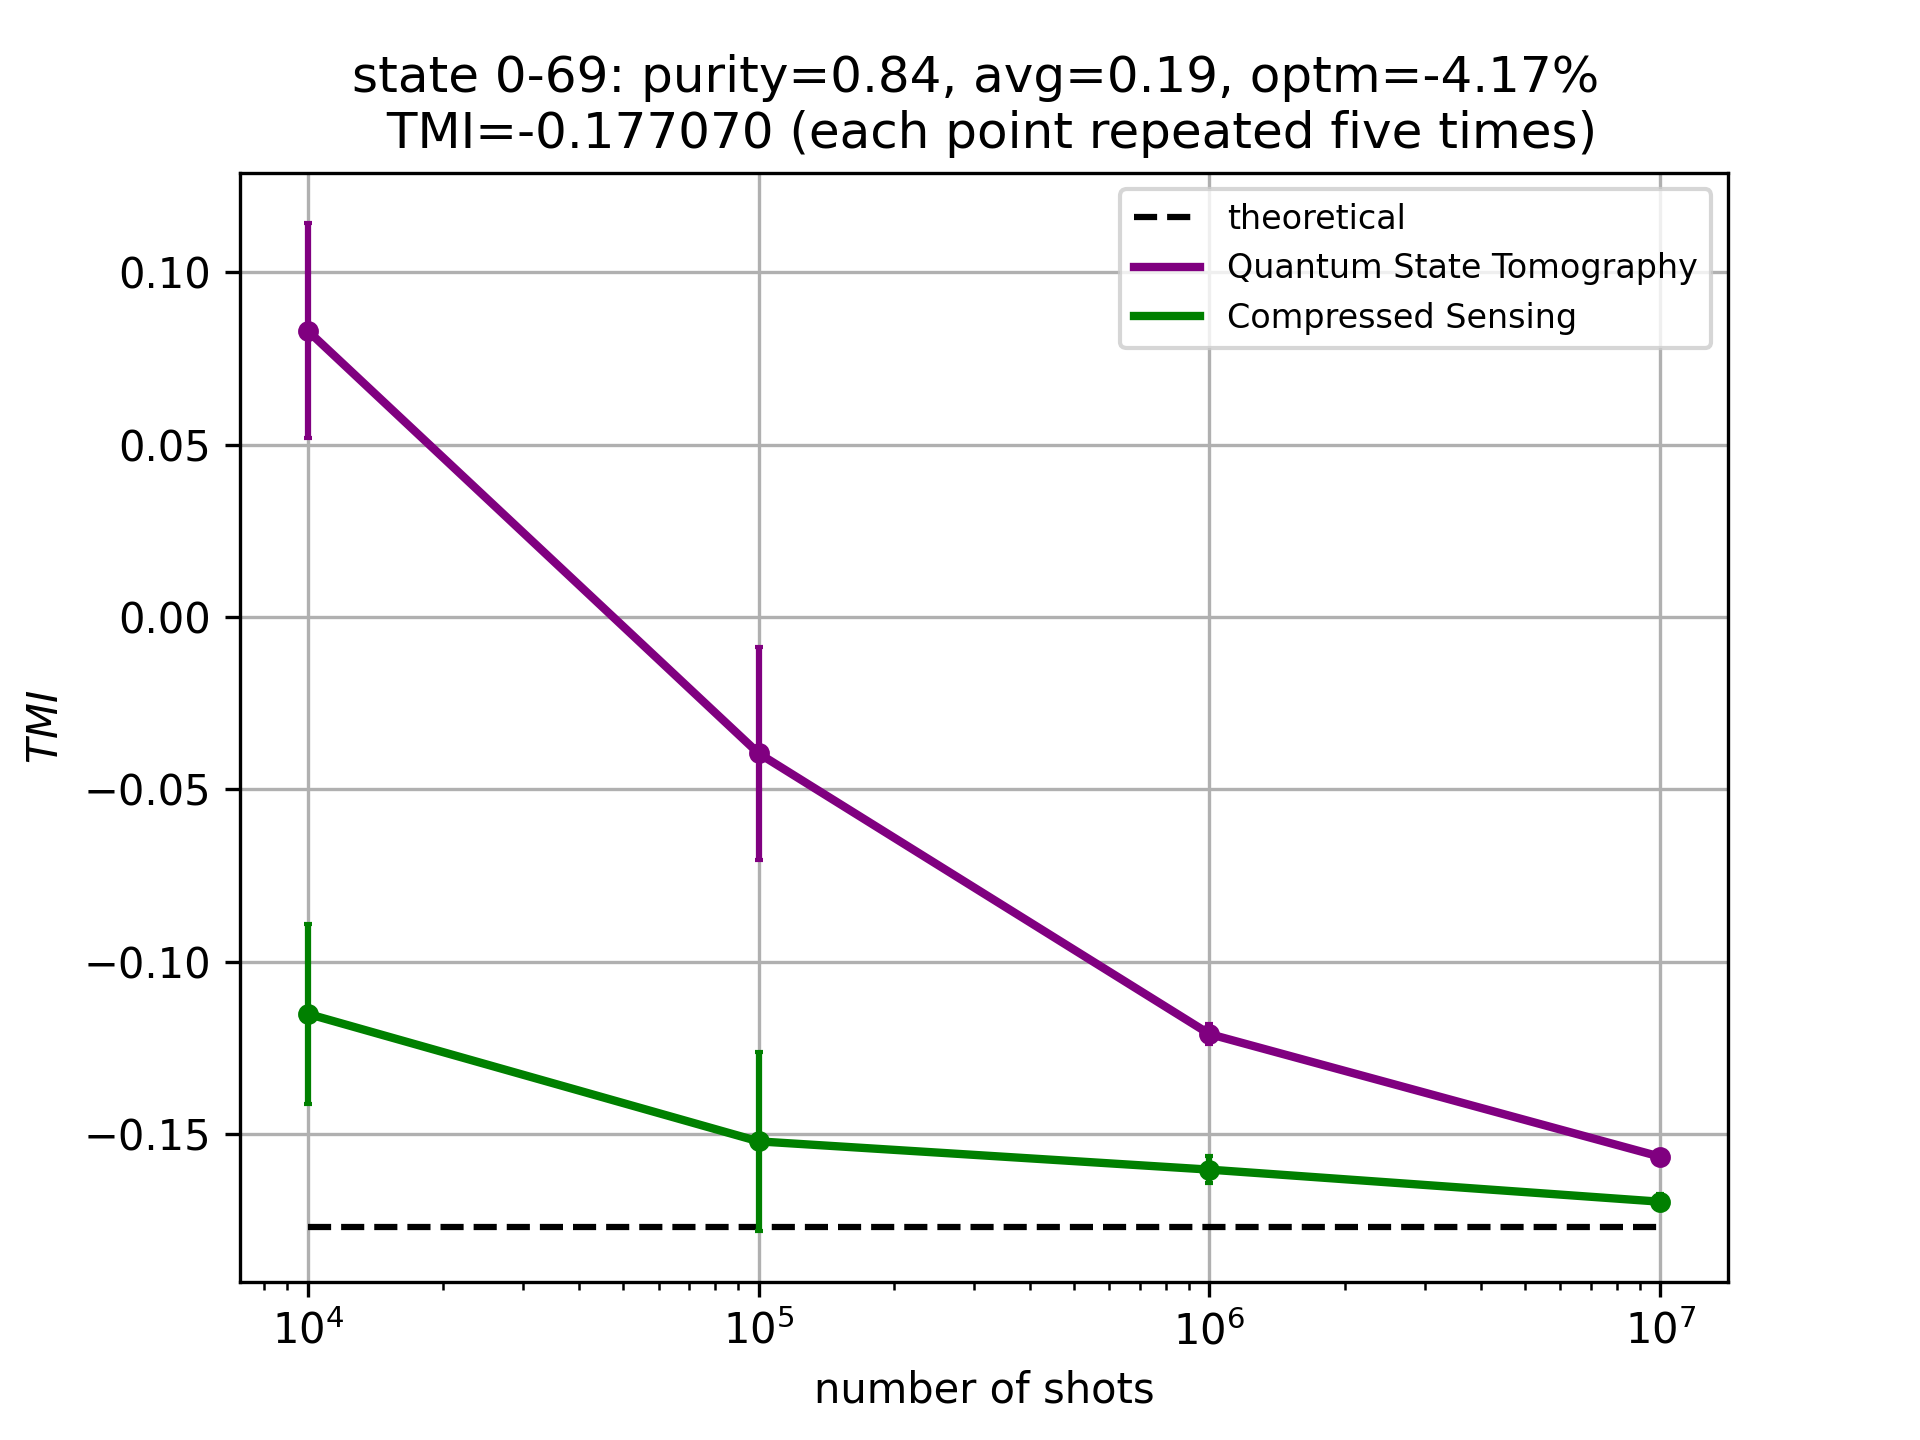 state 0-69: purity=0.84, avg=0.19, optm=-4.17%
TMI=-0.177070 (each point repeated five times)
theoretical
Quantum State Tomography
Compressed Sensing
0.10
0.05
0.00
−0.05
−0.10
−0.15
TMI
10⁴
10⁵
10⁶
10⁷
number of shots